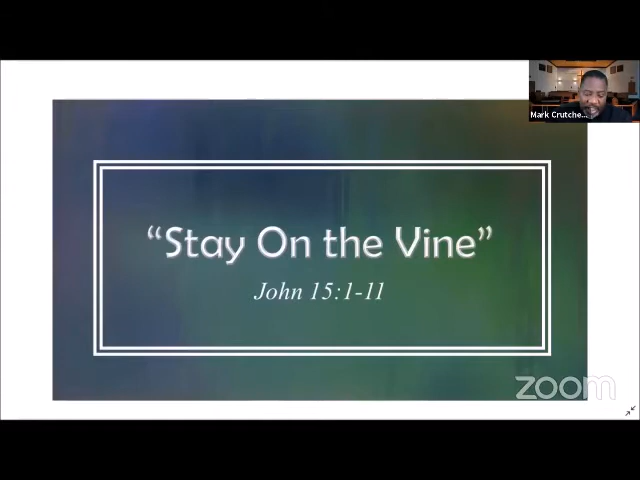 Mark Crutche...
“Stay On the Vine”
John 15:1-11
zoom